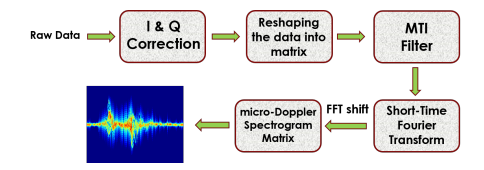 Raw Data
I & Q
Correction
Reshaping
the data into
matrix
MTI
Filter
Short-Time
Fourier
Transform
FFT shift
micro-Doppler
Spectrogram
Matrix